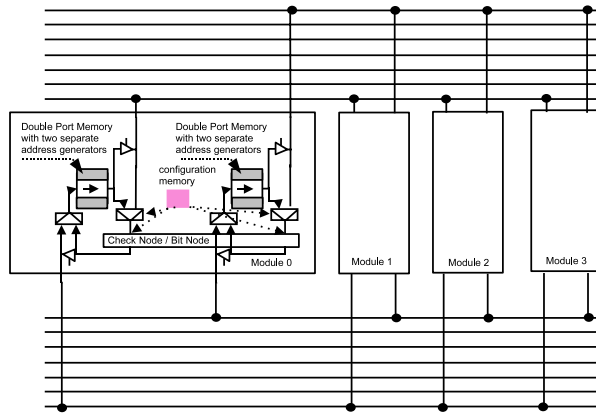 Double Port Memory
with two separate
address generators
Double Port Memory
with two separate
address generators
configuration
memory
Check Node / Bit Node
Module 0
Module 1
Module 2
Module 3